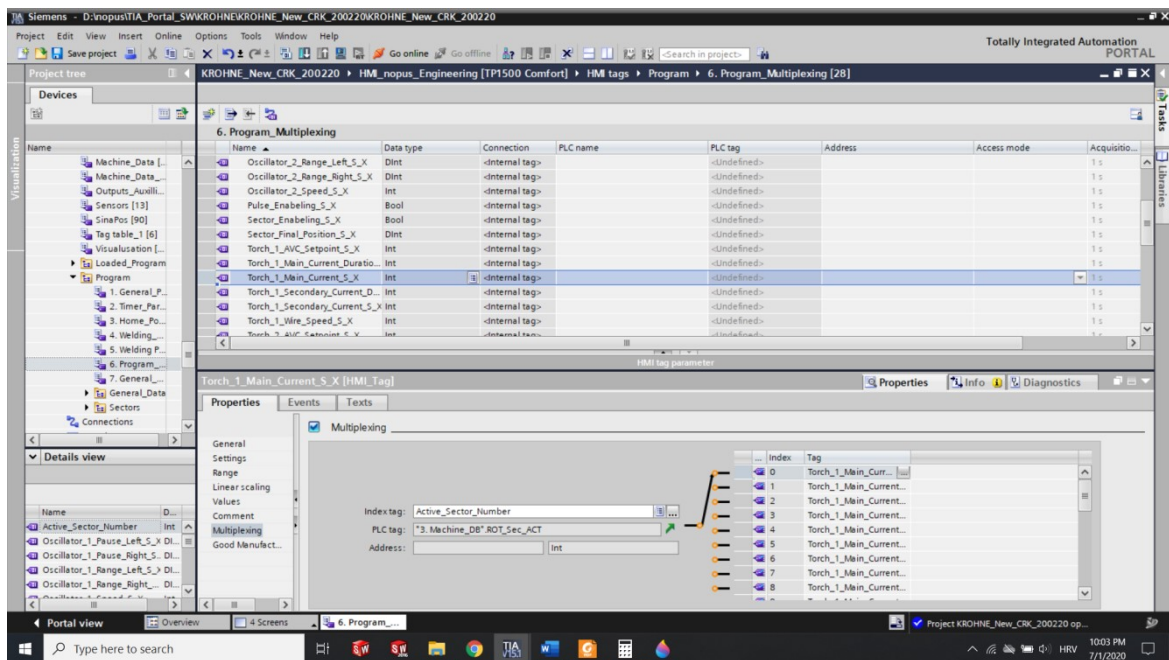 Siemens - D:\nopus\TIA_Portal_SW\KROHNE\KROHNE_New_CRK_200220\KROHNE_New_CRK_200220
Project Edit View Insert Online Options Tools Window Help
Totally Integrated Automation
PORTAL
Save project Go online Go offline <Search in project>
Project tree
KROHNE_New_CRK_200220 HMI_nopus_Engineering [TP1500 Comfort] HMI tags Program 6. Program_Multiplexing [28]
Devices
Tasks
Libraries
Visualization
6. Program_Multiplexing
Name
Name Data type Connection PLC name PLC tag Address Access mode Acquisitio...
Machine_Data [...
Machine_Data_...
Outputs_Auxilli...
Sensors [13]
SinaPos [90]
Tag table_1 [6]
Visualusation [...
Loaded_Program
Program
1. General_P...
2. Timer_Par...
3. Home_Po...
4. Welding_...
5. Welding P...
6. Program_...
7. General_...
General_Data
Sectors
Connections
Oscillator_2_Range_Left_S_X DInt <Internal tag> <Undefined> 1 s
Oscillator_2_Range_Right_S_X DInt <Internal tag> <Undefined> 1 s
Oscillator_2_Speed_S_X Int <Internal tag> <Undefined> 1 s
Pulse_Enabeling_S_X Bool <Internal tag> <Undefined> 1 s
Sector_Enabeling_S_X Bool <Internal tag> <Undefined> 1 s
Sector_Final_Position_S_X DInt <Internal tag> <Undefined> 1 s
Torch_1_AVC_Setpoint_S_X Int <Internal tag> <Undefined> 1 s
Torch_1_Main_Current_Duratio... Int <Internal tag> <Undefined> 1 s
Torch_1_Main_Current_S_X Int <Internal tag> <Undefined> 1 s
Torch_1_Secondary_Current_D... Int <Internal tag> <Undefined> 1 s
Torch_1_Secondary_Current_S_X Int <Internal tag> <Undefined> 1 s
Torch_1_Wire_Speed_S_X Int <Internal tag> <Undefined> 1 s
Torch_2_AVC_Setpoint_S_X Int <Internal tag> <Undefined> 1 s
HMI tag parameter
Torch_1_Main_Current_S_X [HMI_Tag]
Properties Info Diagnostics
Properties Events Texts
Multiplexing
General
Settings
Range
Linear scaling
Values
Comment
Multiplexing
Good Manufact...
Index tag: Active_Sector_Number
PLC tag: "3. Machine_DB".ROT_Sec_ACT
Address: Int
... Index Tag
0 Torch_1_Main_Curr...
1 Torch_1_Main_Current...
2 Torch_1_Main_Current...
3 Torch_1_Main_Current...
4 Torch_1_Main_Current...
5 Torch_1_Main_Current...
6 Torch_1_Main_Current...
7 Torch_1_Main_Current...
8 Torch_1_Main_Current...
Details view
Name D...
Active_Sector_Number Int
Oscillator_1_Pause_Left_S_X DI...
Oscillator_1_Pause_Right_S.. DI...
Oscillator_1_Range_Left_S_X DI...
Oscillator_1_Range_Right_... DI...
Portal view Overview 4 Screens 6. Program_... Project KROHNE_New_CRK_200220 op...
Type here to search
TIA V15.1
HRV
10:03 PM
7/1/2020